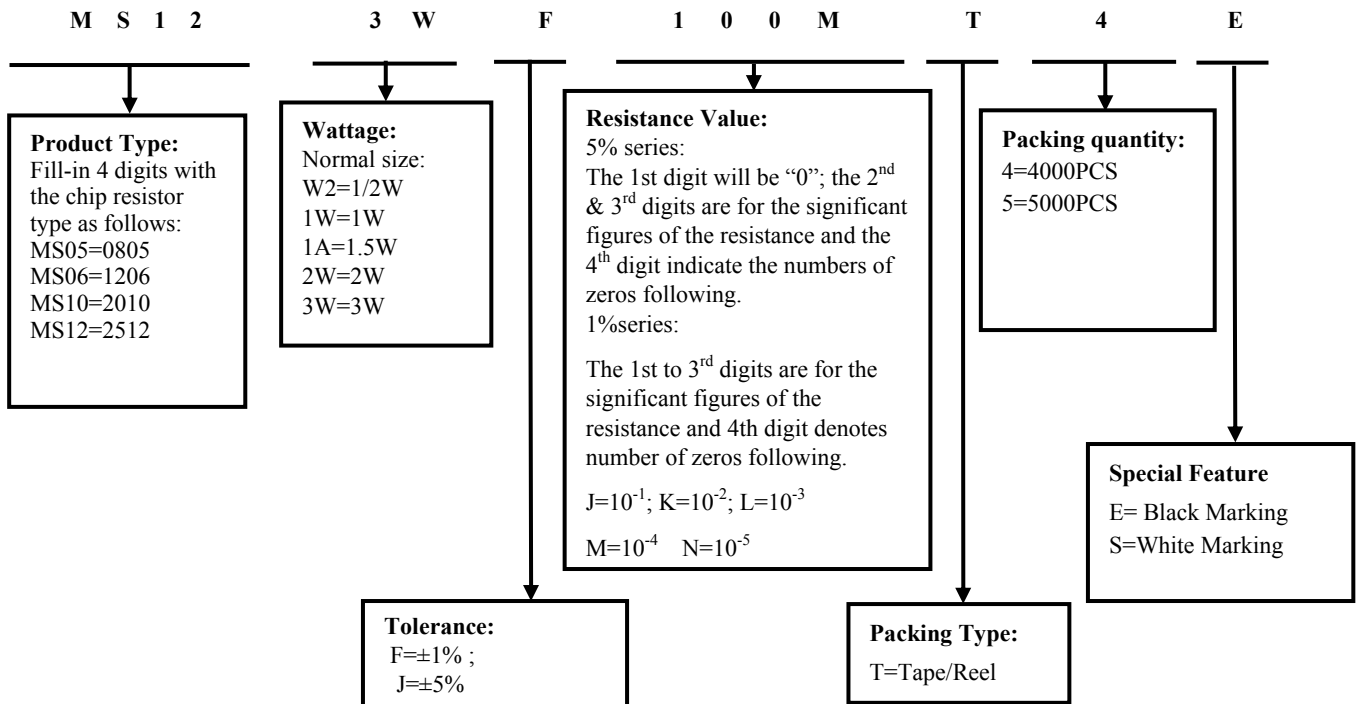 M S 1 2 3 W F 1 0 0 M T 4 E
Product Type:
Fill-in 4 digits with
the chip resistor
type as follows:
MS05=0805
MS06=1206
MS10=2010
MS12=2512
Wattage:
Normal size:
W2=1/2W
1W=1W
1A=1.5W
2W=2W
3W=3W
Resistance Value:
5% series:
The 1st digit will be “0”; the 2nd
& 3rd digits are for the significant
figures of the resistance and the
4th digit indicate the numbers of
zeros following.
1%series:
The 1st to 3rd digits are for the
significant figures of the
resistance and 4th digit denotes
number of zeros following.
J=10-1; K=10-2; L=10-3
M=10-4 N=10-5
Packing quantity:
4=4000PCS
5=5000PCS
Special Feature
E= Black Marking
S=White Marking
Tolerance:
F=±1% ;
J=±5%
Packing Type:
T=Tape/Reel